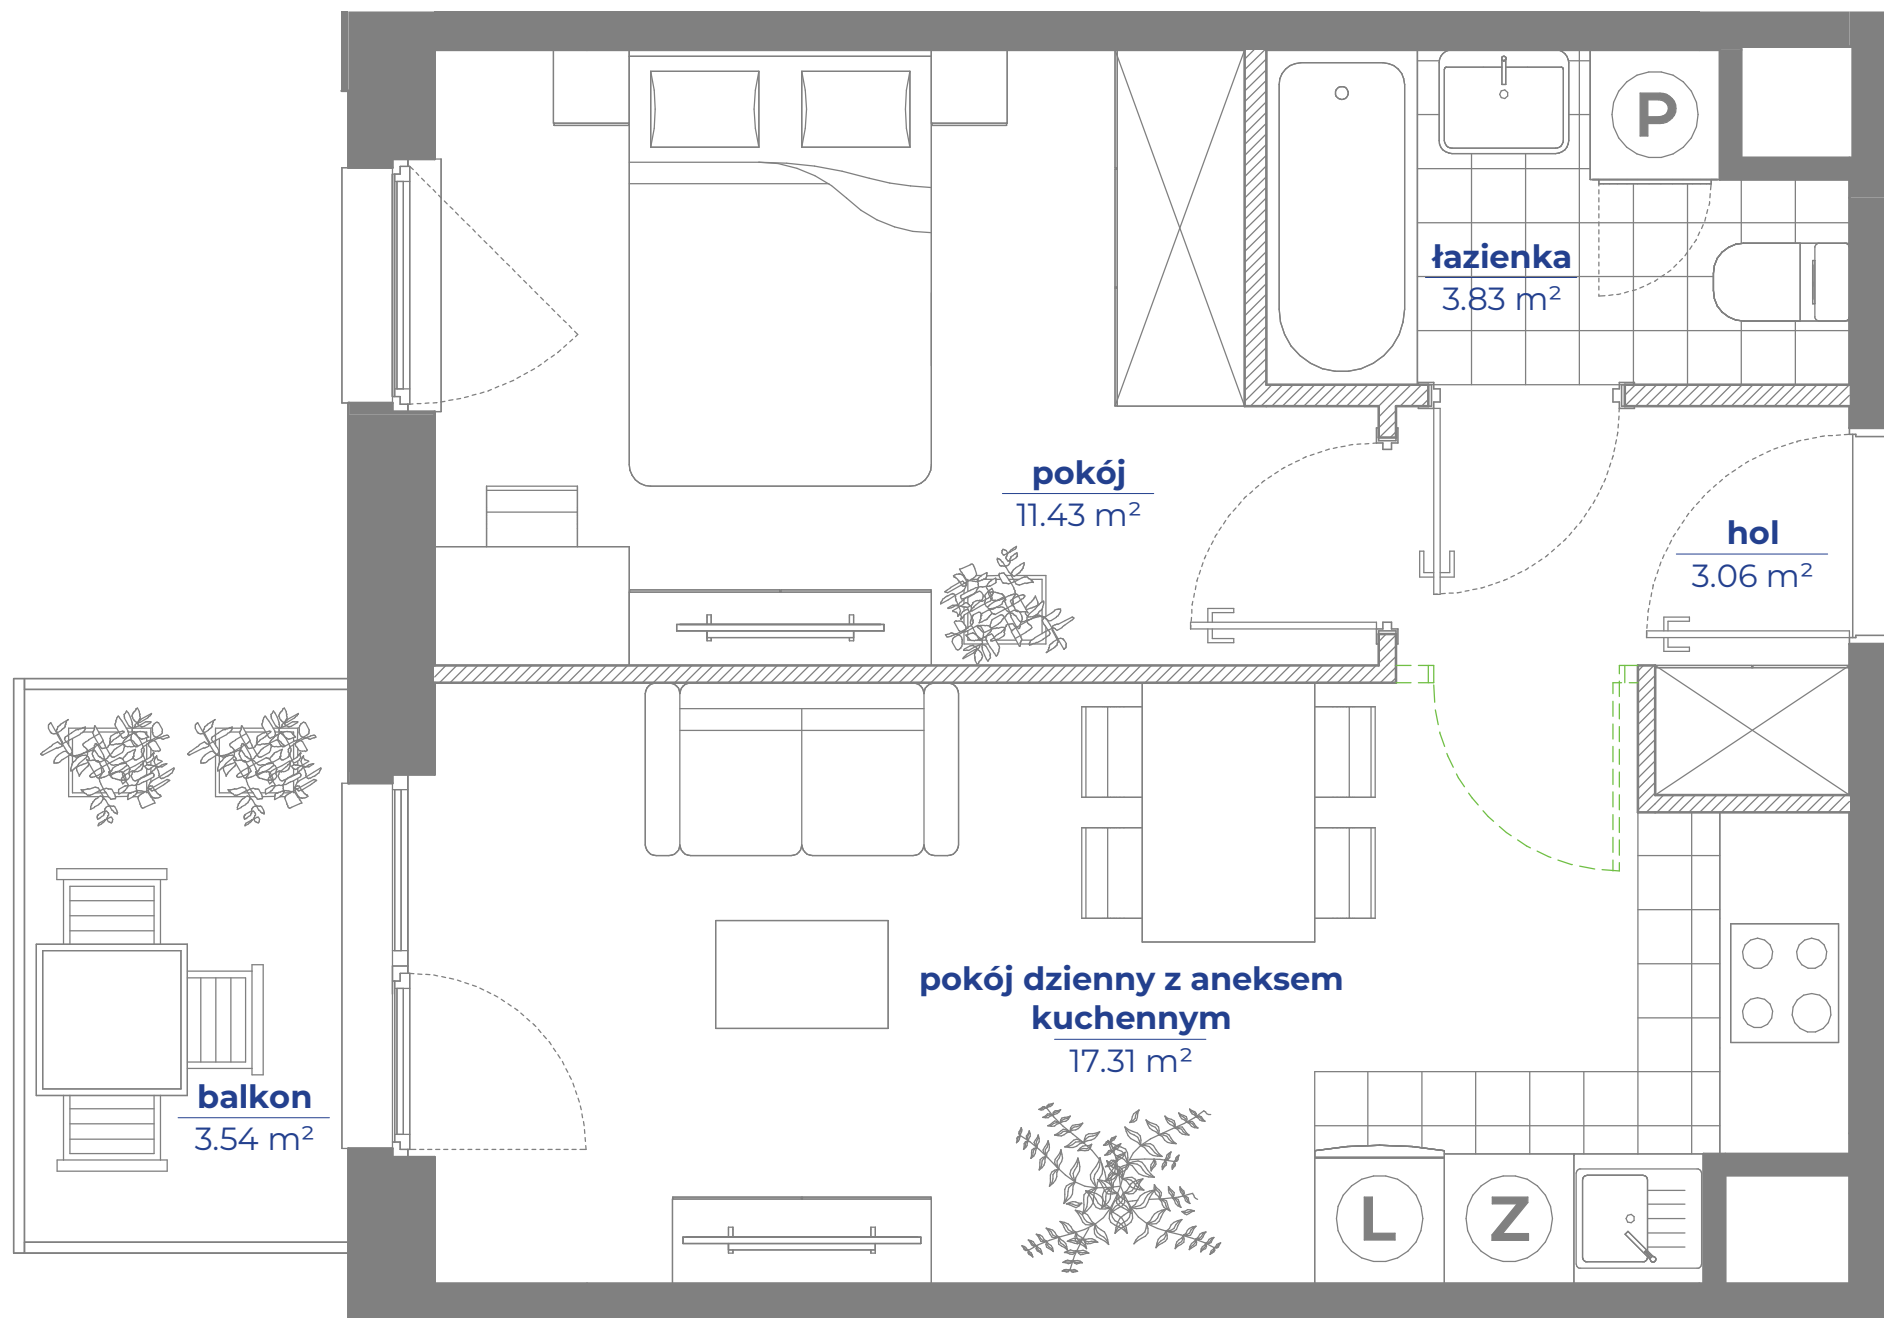 P
łazienka
3.83 m²
pokój
11.43 m²
hol
3.06 m²
pokój dzienny z aneksem
kuchennym
17.31 m²
balkon
3.54 m²
L
Z